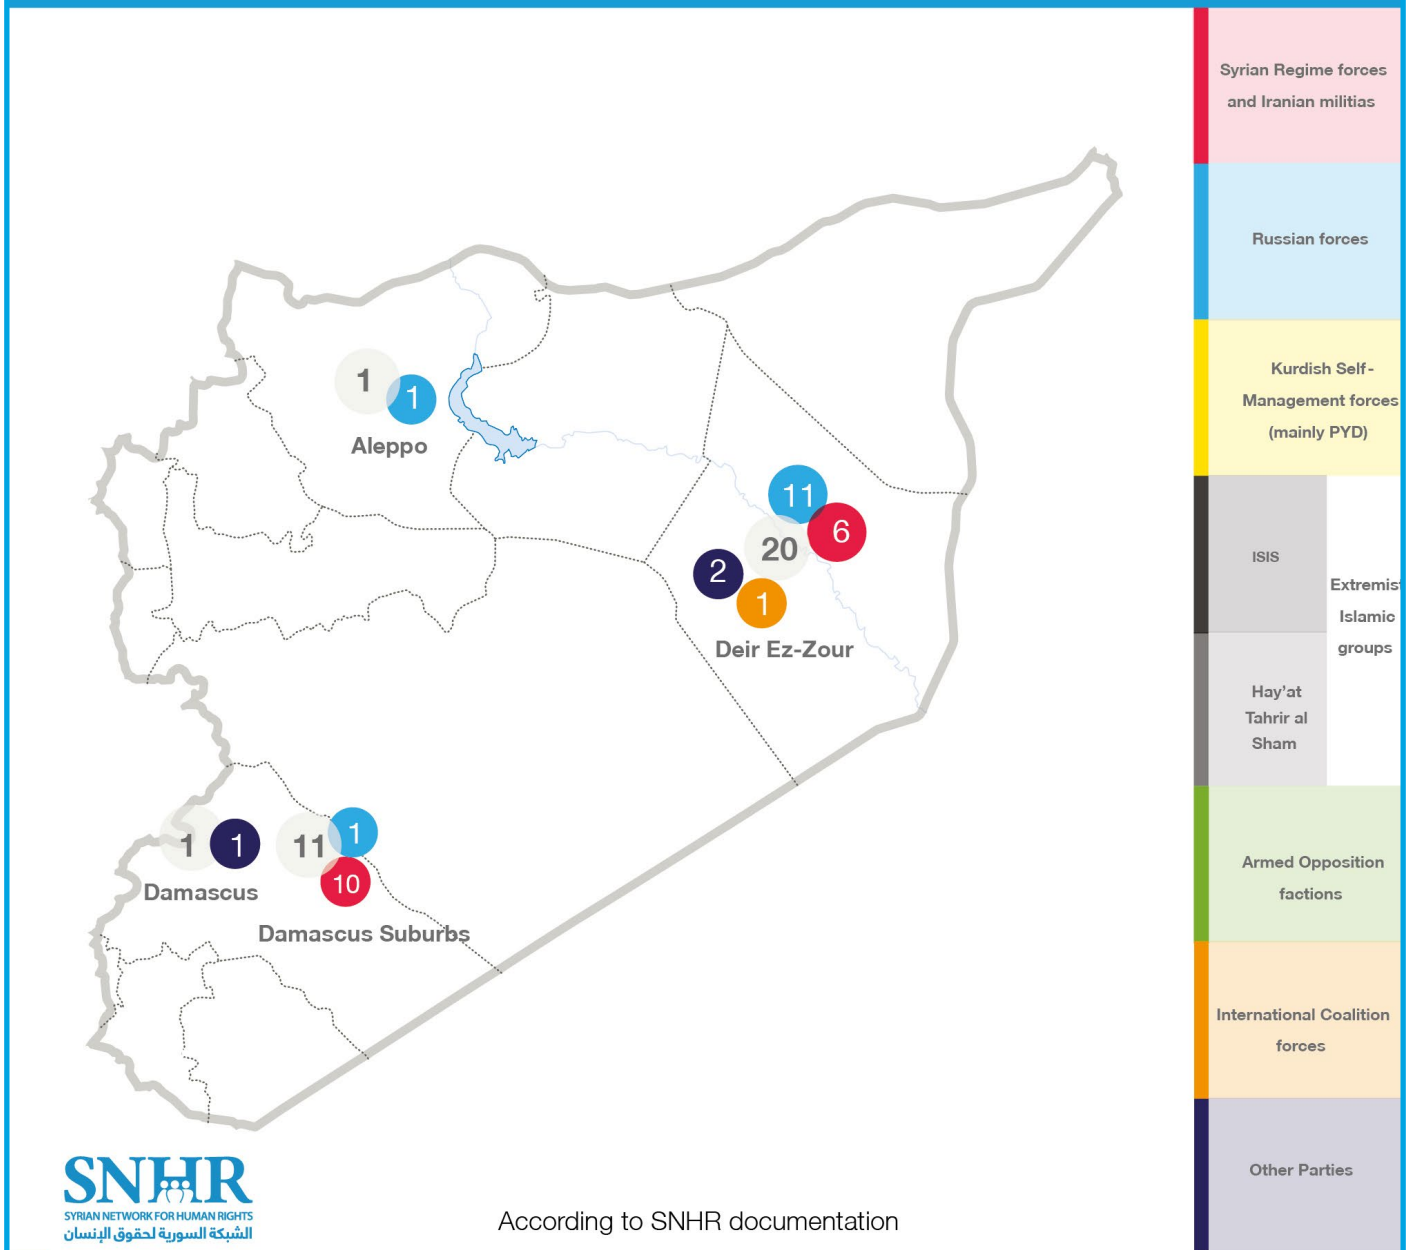 Syrian Regime forces
and Iranian militias
Russian forces
Kurdish Self-
Management forces
(mainly PYD)
ISIS
Extremist
Islamic
groups
Hay'at
Tahrir al
Sham
Armed Opposition
factions
International Coalition
forces
Other Parties
1
1
Aleppo
11
6
20
2
1
Deir Ez-Zour
1
1
Damascus
11
1
10
Damascus Suburbs
SNHR
SYRIAN NETWORK FOR HUMAN RIGHTS
الشبكة السورية لحقوق الإنسان
According to SNHR documentation